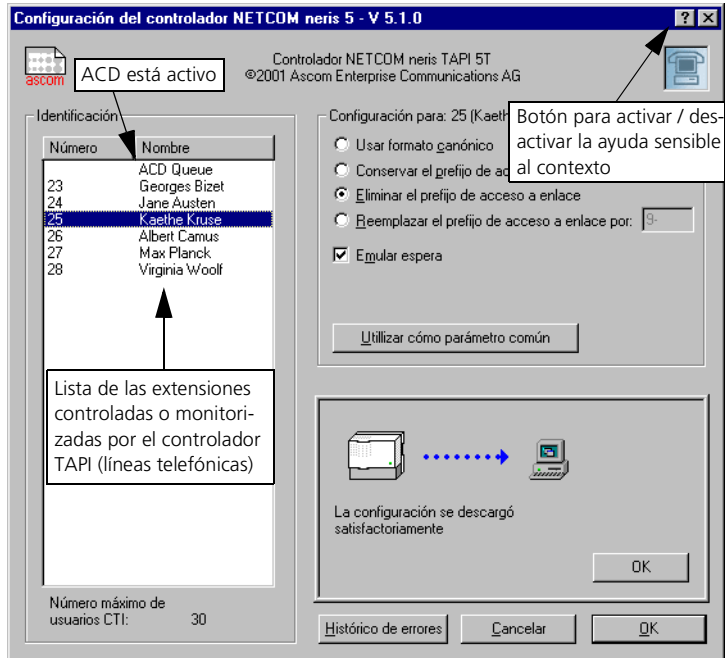 Configuración del controlador NETCOM neris 5 - V 5.1.0
ascom
ACD está activo
Controlador NETCOM neris TAPI 5T
©2001 Ascom Enterprise Communications AG
Identificación
Número Nombre
ACD Queue
23 Georges Bizet
24 Jane Austen
25 Kaethe Kruse
26 Albert Camus
27 Max Planck
28 Virginia Woolf
Lista de las extensiones
controladas o monitori-
zadas por el controlador
TAPI (líneas telefónicas)
Número máximo de
usuarios CTI: 30
Configuración para: 25 (Kaeth
Botón para activar / des-
activar la ayuda sensible
al contexto
Usar formato canónico
Conservar el prefijo de ac
Eliminar el prefijo de acceso a enlace
Reemplazar el prefijo de acceso a enlace por: 9-
Emular espera
Utilizar cómo parámetro común
La configuración se descargó
satisfactoriamente
OK
Histórico de errores Cancelar OK